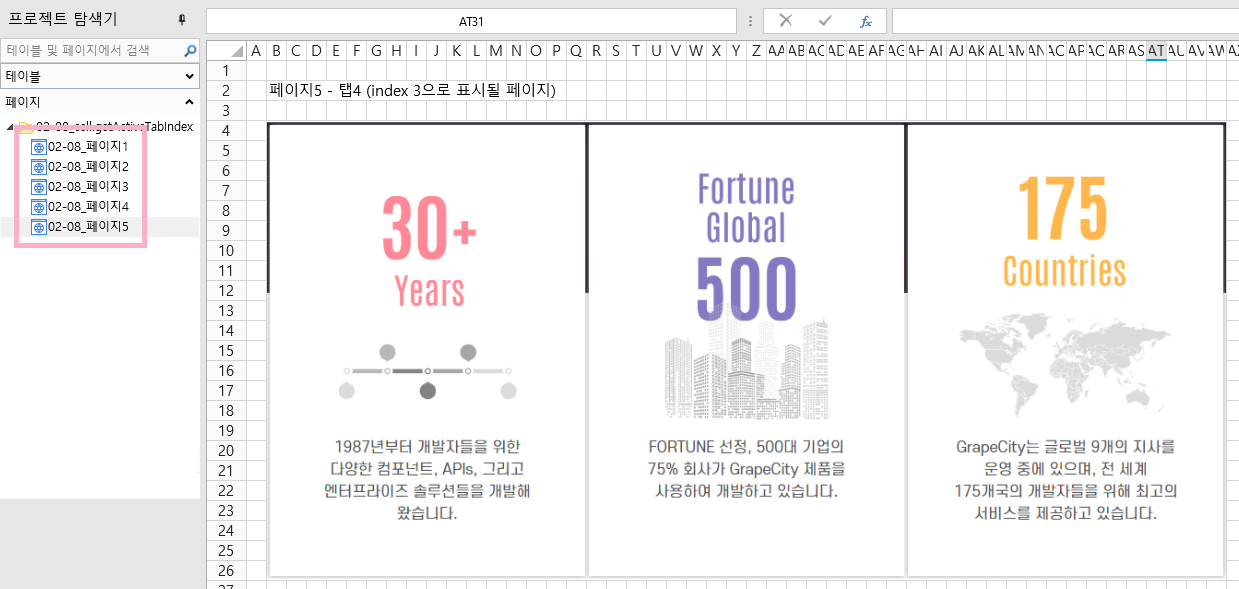 프로젝트 탐색기
AT31
fx
테이블 및 페이지에서 검색
테이블
페이지
02-08_cell.getActiveTabIndex
02-08_페이지1
02-08_페이지2
02-08_페이지3
02-08_페이지4
02-08_페이지5
A B C D E F G H I J K L M N O P Q R S T U V W X Y Z AA AB AC AD AE AF AG AH AI AJ AK AL AM AN AO AP AQ AR AS AT AU AV AW AX
1
2
페이지5 - 탭4 (index 3으로 표시될 페이지)
3
4
5
6
7
8
9
10
11
12
13
14
15
16
17
18
19
20
21
22
23
24
25
26
27
30+
Years
1987년부터 개발자들을 위한
다양한 컴포넌트, APIs, 그리고
엔터프라이즈 솔루션들을 개발해
왔습니다.
Fortune
Global
500
FORTUNE 선정, 500대 기업의
75% 회사가 GrapeCity 제품을
사용하여 개발하고 있습니다.
175
Countries
GrapeCity는 글로벌 9개의 지사를
운영 중에 있으며, 전 세계
175개국의 개발자들을 위해 최고의
서비스를 제공하고 있습니다.